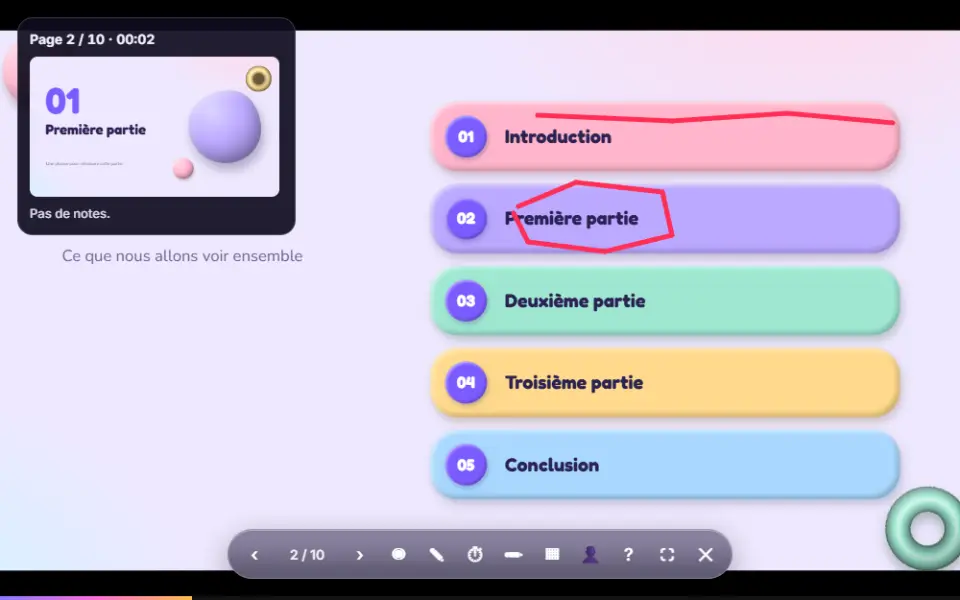 Page 2 / 10 · 00:02
01
Première partie
Pas de notes.
Ce que nous allons voir ensemble
01 Introduction
02 Première partie
03 Deuxième partie
04 Troisième partie
05 Conclusion
2 / 10
?